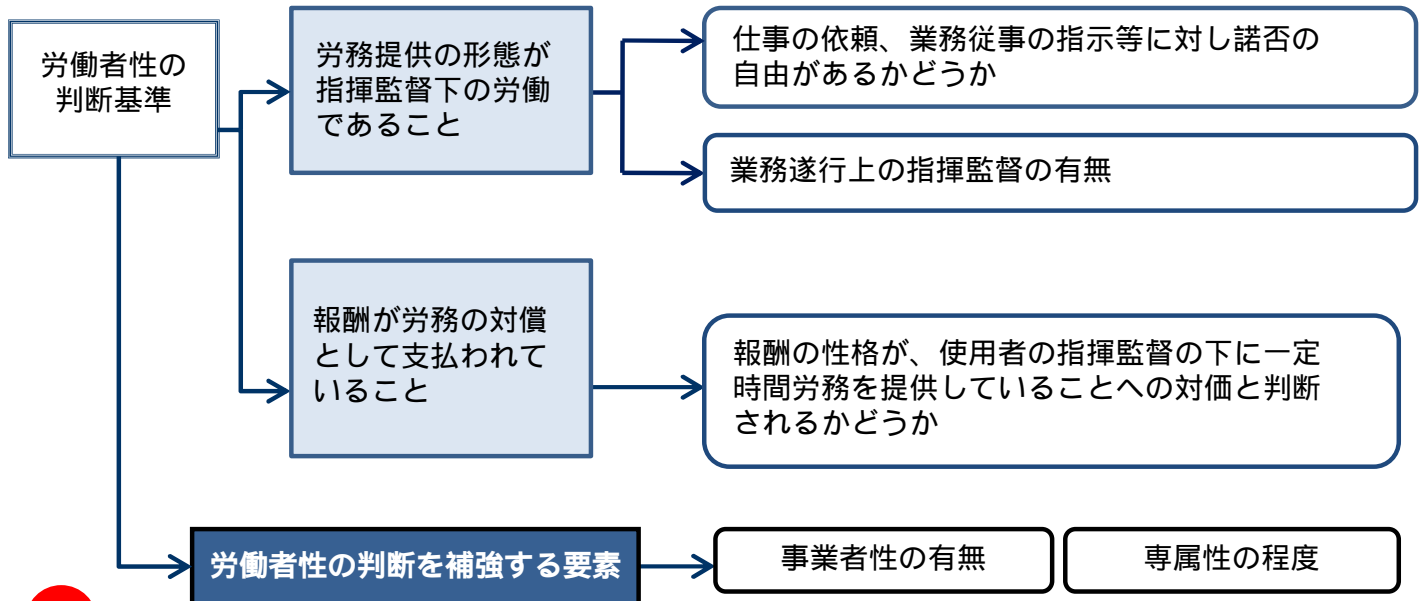 労働者性の
判断基準
労務提供の形態が
指揮監督下の労働
であること
仕事の依頼、業務従事の指示等に対し諾否の
自由があるかどうか
業務遂行上の指揮監督の有無
報酬が労務の対償
として支払われて
いること
報酬の性格が、使用者の指揮監督の下に一定
時間労務を提供していることへの対価と判断
されるかどうか
労働者性の判断を補強する要素
事業者性の有無
専属性の程度